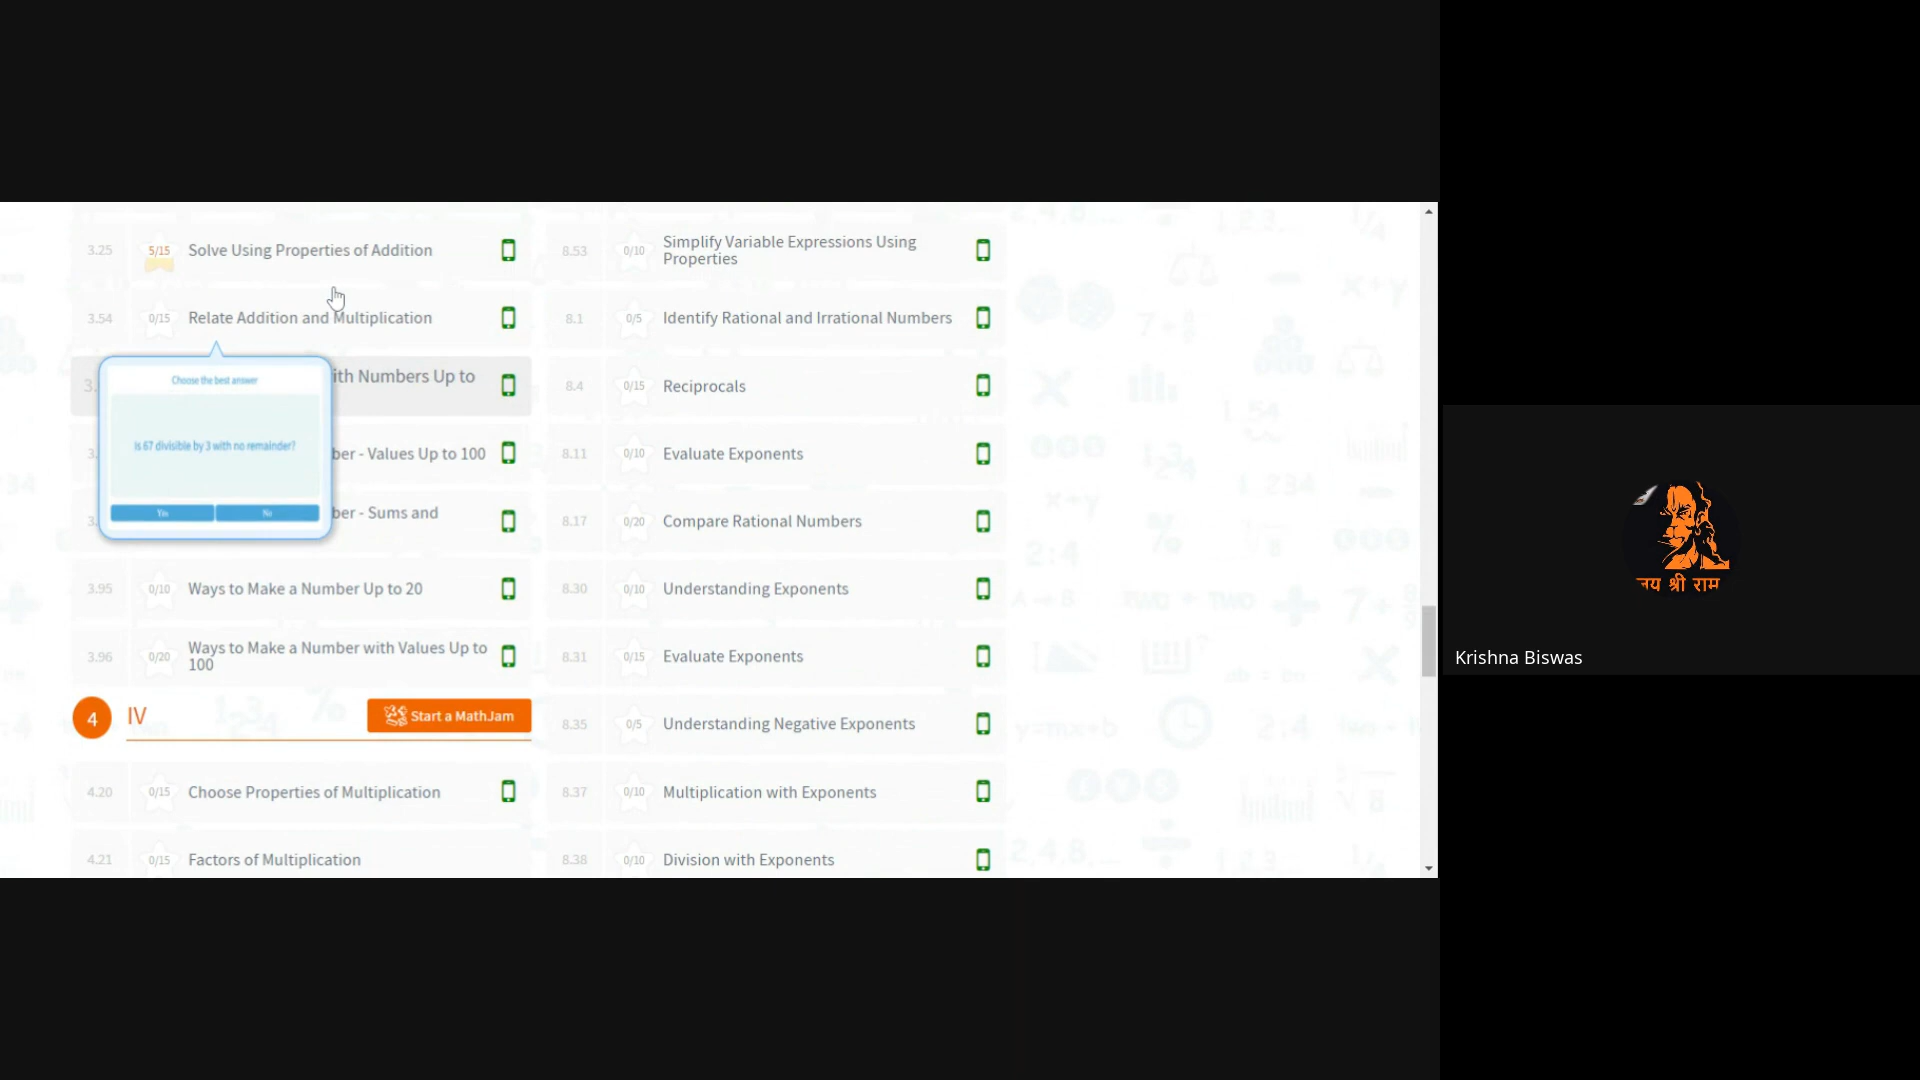 3.25 5/15 Solve Using Properties of Addition
3.54 0/15 Relate Addition and Multiplication
3. ith Numbers Up to
Choose the best answer
Is 67 divisible by 3 with no remainder?
Yes No
3. ber - Values Up to 100
3. ber - Sums and
3.95 0/10 Ways to Make a Number Up to 20
3.96 0/20 Ways to Make a Number with Values Up to
100
4 IV Start a MathJam
4.20 0/15 Choose Properties of Multiplication
4.21 0/15 Factors of Multiplication
8.53 0/10 Simplify Variable Expressions Using
Properties
8.1 0/5 Identify Rational and Irrational Numbers
8.4 0/15 Reciprocals
8.11 0/10 Evaluate Exponents
8.17 0/20 Compare Rational Numbers
8.30 0/10 Understanding Exponents
8.31 0/15 Evaluate Exponents
8.35 0/5 Understanding Negative Exponents
8.37 0/10 Multiplication with Exponents
8.38 0/10 Division with Exponents
जय श्री राम
Krishna Biswas